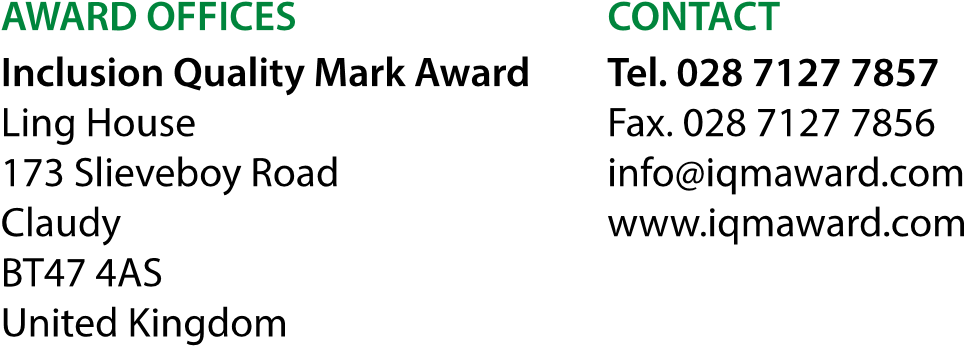 AWARD OFFICES
Inclusion Quality Mark Award
Ling House
173 Slieveboy Road
Claudy
BT47 4AS
United Kingdom
CONTACT
Tel. 028 7127 7857
Fax. 028 7127 7856
info@iqmaward.com
www.iqmaward.com